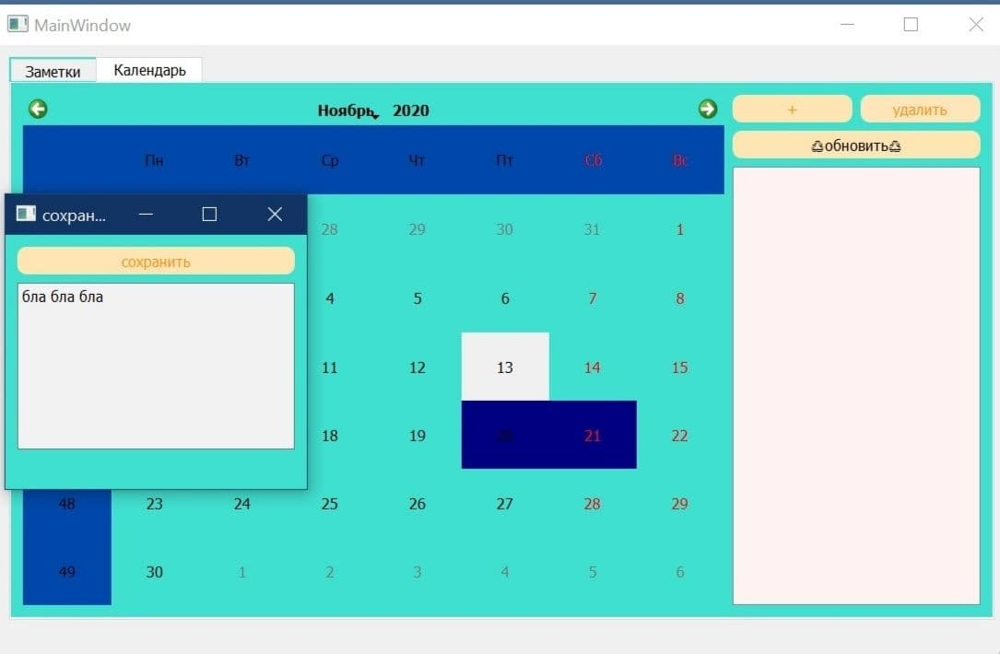 MainWindow
Заметки Календарь
Ноябрь 2020
+ удалить
♳обновить♳
Пн Вт Ср Чт Пт Сб Вс
сохран...
сохранить
бла бла бла
28 29 30 31 1
4 5 6 7 8
11 12 13 14 15
18 19 20 21 22
48 23 24 25 26 27 28 29
49 30 1 2 3 4 5 6